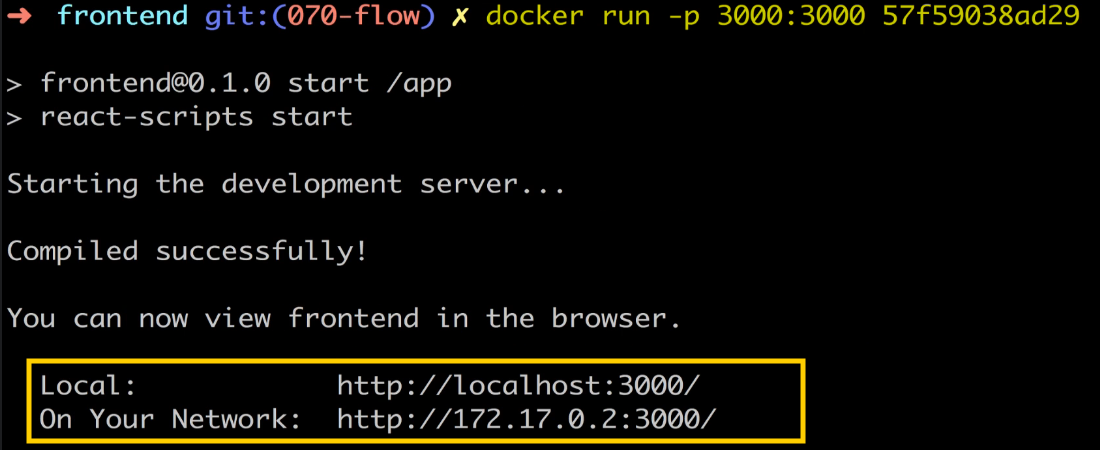 ➜ frontend git:(070-flow) ✗ docker run -p 3000:3000 57f59038ad29
> frontend@0.1.0 start /app
> react-scripts start
Starting the development server...
Compiled successfully!
You can now view frontend in the browser.
Local: http://localhost:3000/
On Your Network: http://172.17.0.2:3000/